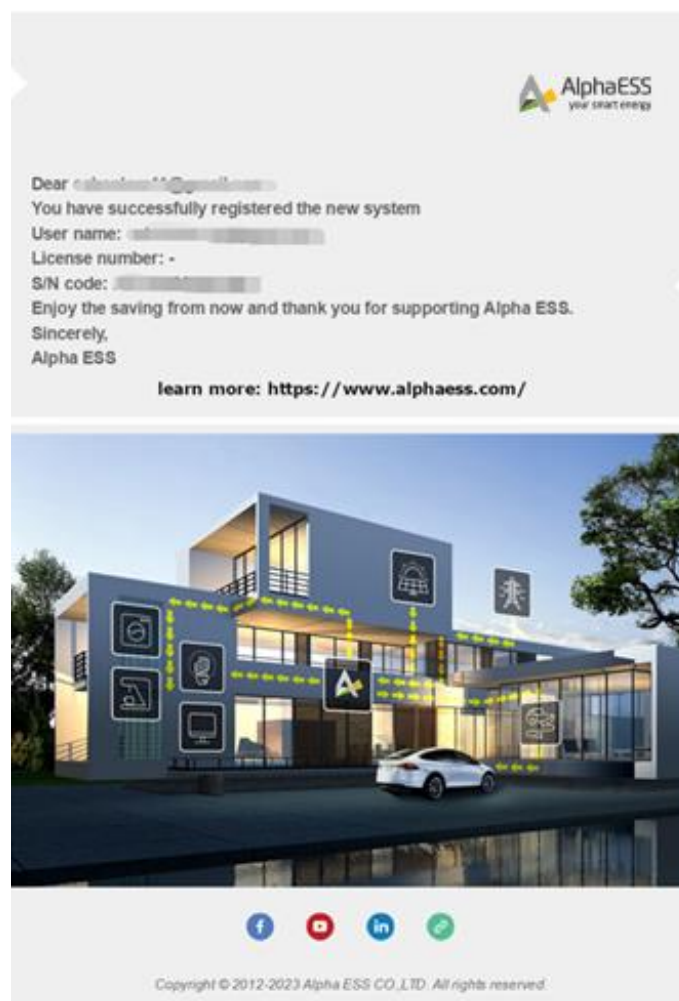 AlphaESS
your smart energy
Dear
You have successfully registered the new system
User name:
License number: -
S/N code:
Enjoy the saving from now and thank you for supporting Alpha ESS.
Sincerely,
Alpha ESS
learn more: https://www.alphaess.com/
Copyright © 2012-2023 Alpha ESS CO.,LTD. All rights reserved.